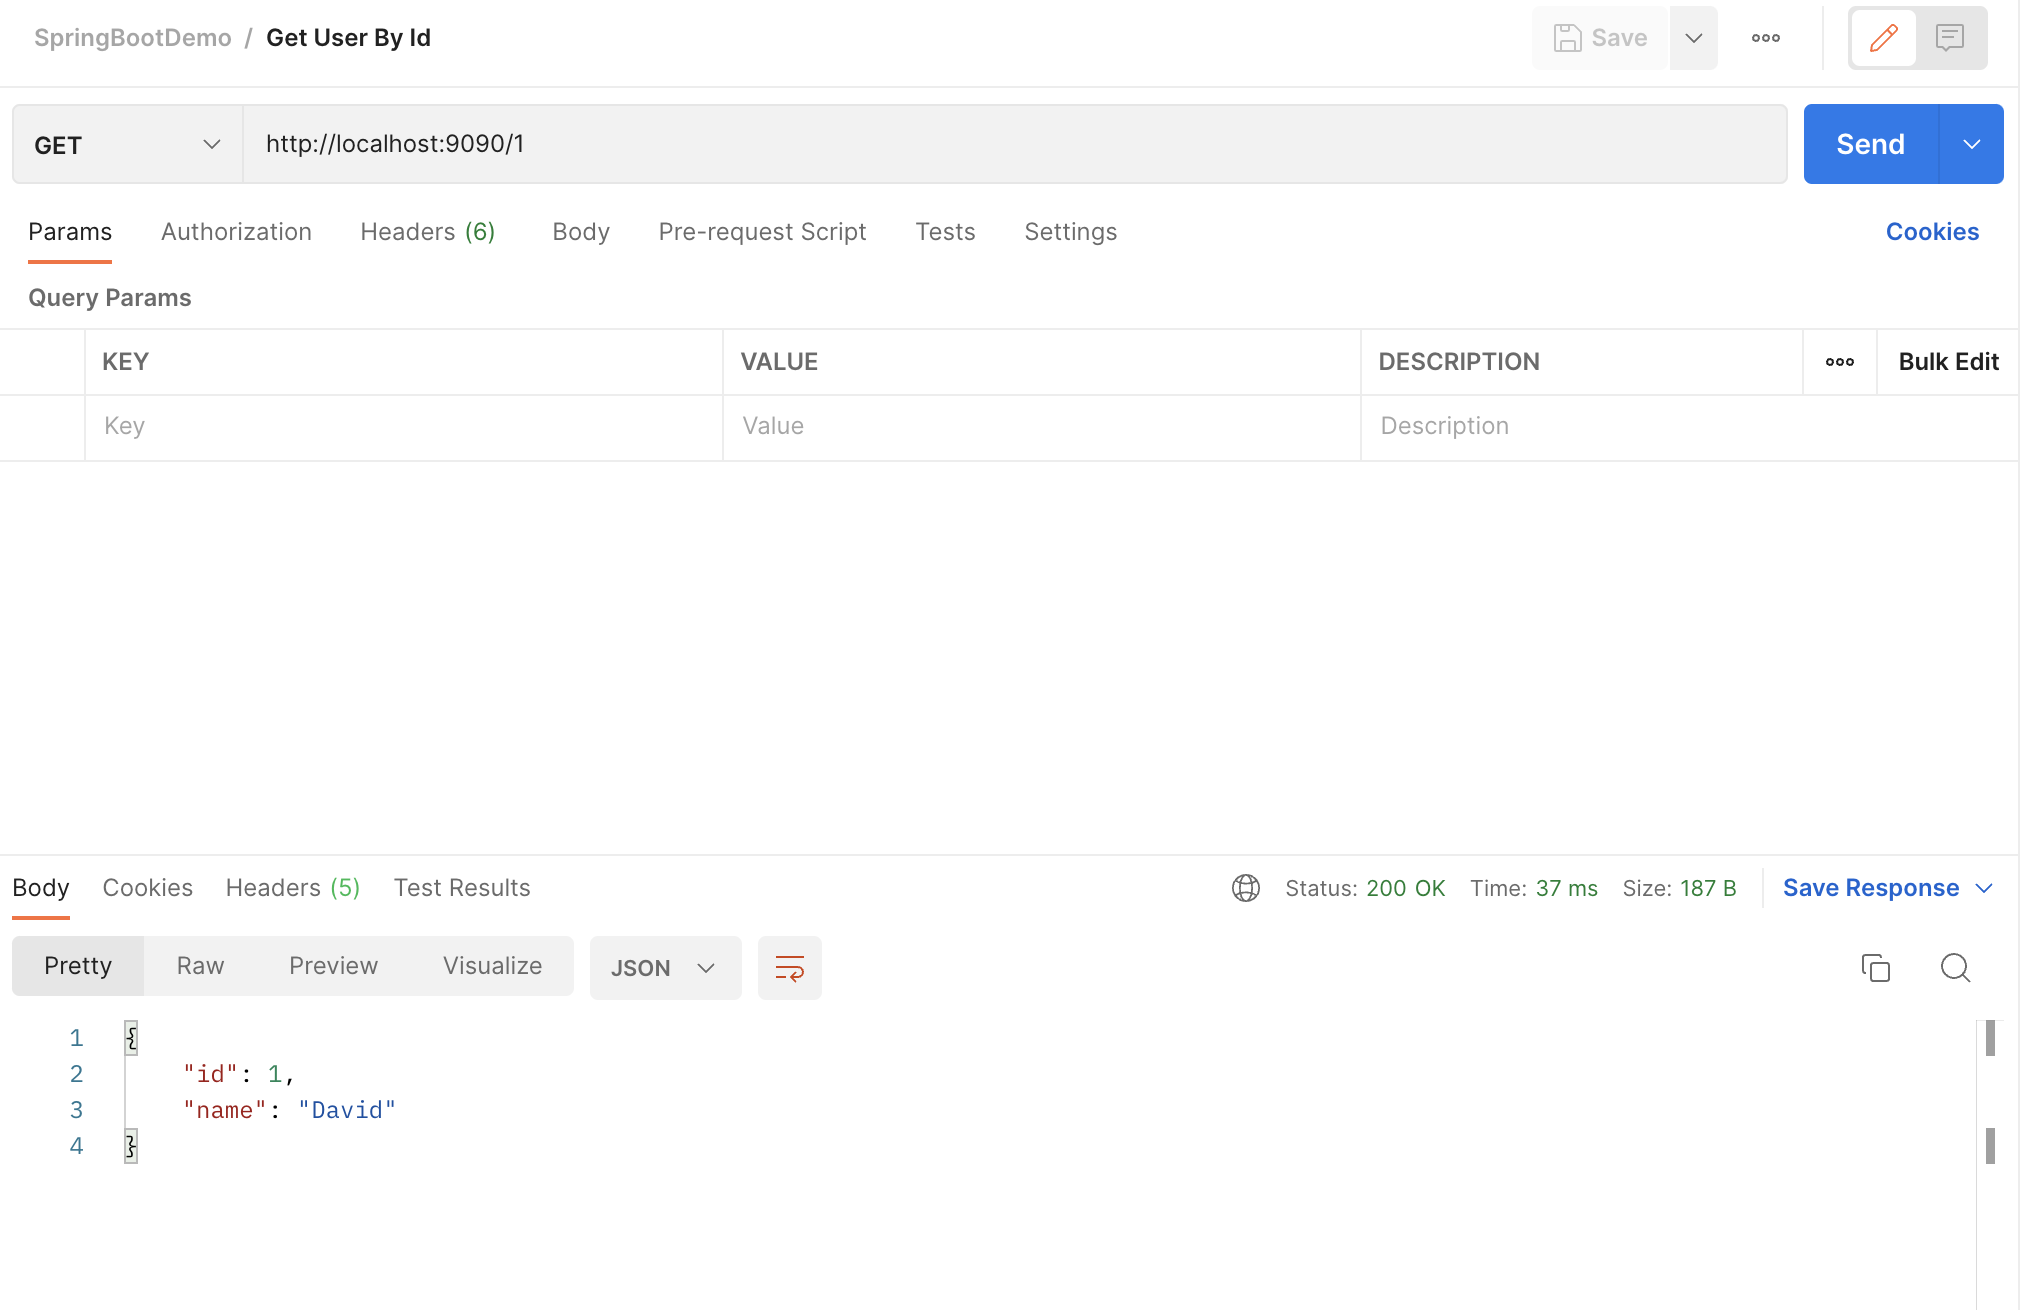 SpringBootDemo / Get User By Id
Save
GET
http://localhost:9090/1
Send
Params Authorization Headers (6) Body Pre-request Script Tests Settings Cookies
Query Params
KEY VALUE DESCRIPTION Bulk Edit
Key Value Description
Body Cookies Headers (5) Test Results Status: 200 OK Time: 37 ms Size: 187 B Save Response
Pretty Raw Preview Visualize JSON
1 {
2 "id": 1,
3 "name": "David"
4 }